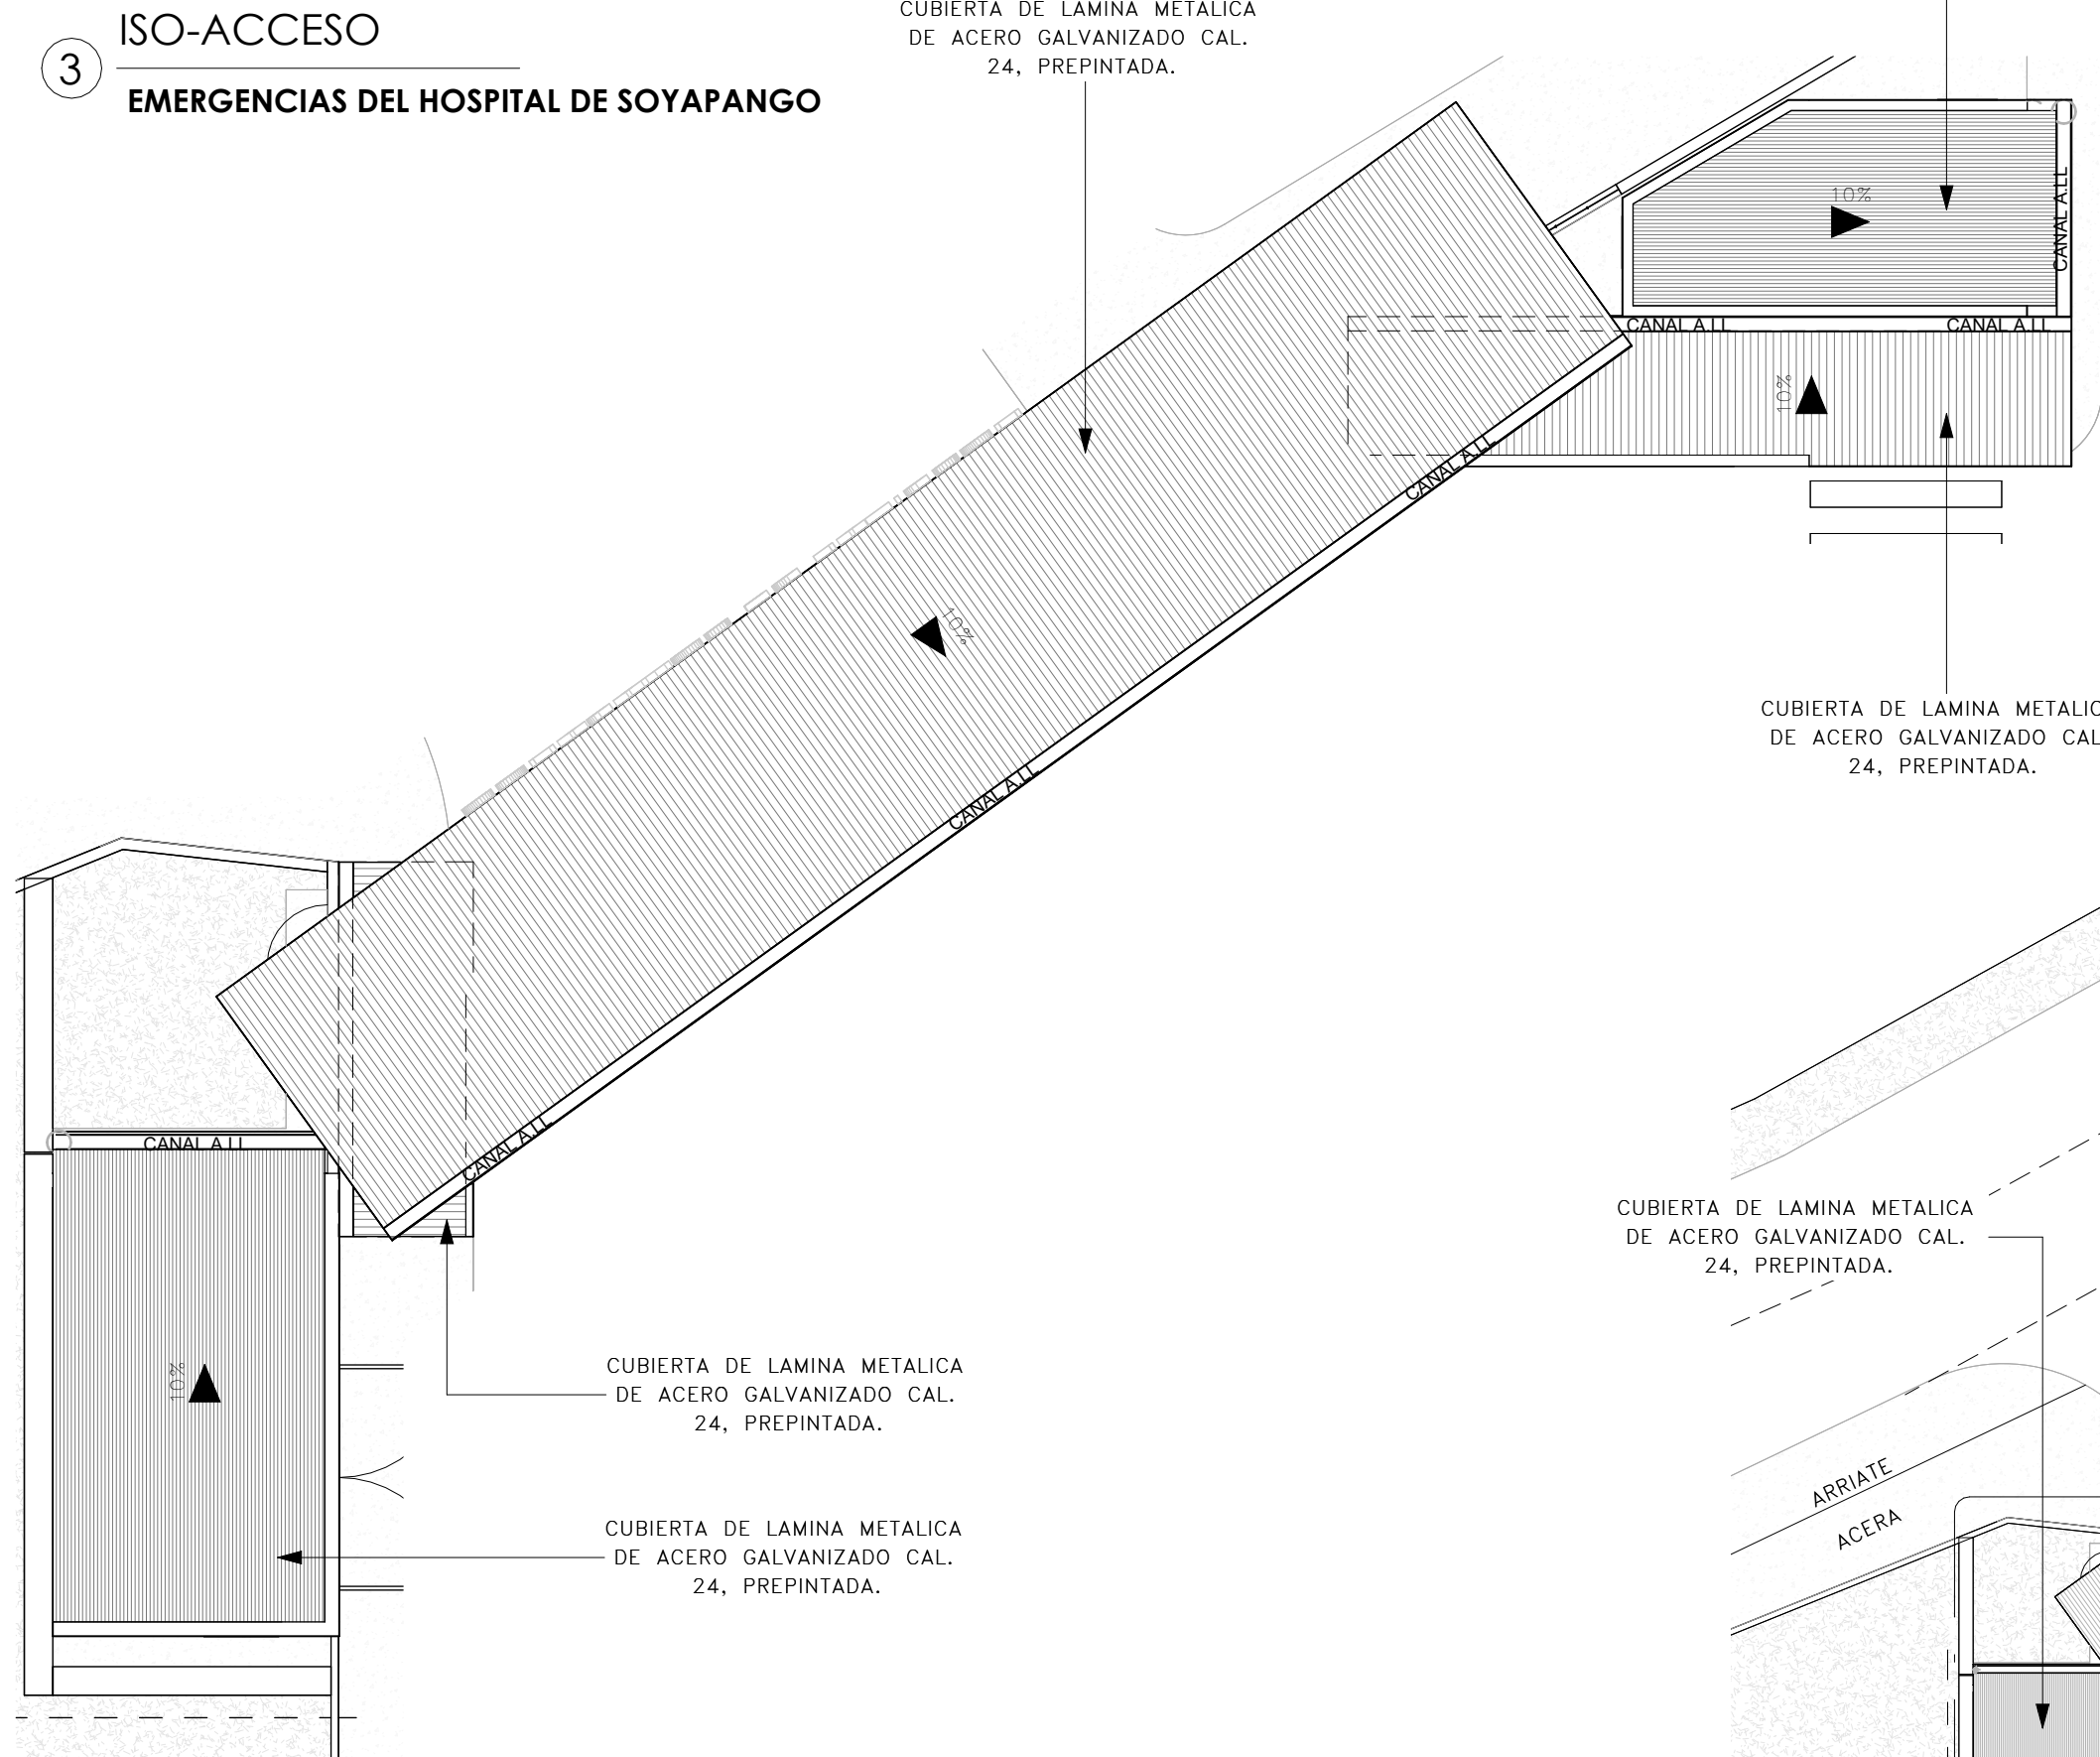 ISO-ACCESO
3
EMERGENCIAS DEL HOSPITAL DE SOYAPANGO
CUBIERTA DE LAMINA METALICA
DE ACERO GALVANIZADO CAL.
24, PREPINTADA.
10%
CANAL A.LL
CANAL A.LL
CANAL A.LL
10%
CANAL A.LL
10%
CUBIERTA DE LAMINA METALIC
DE ACERO GALVANIZADO CAL
24, PREPINTADA.
CANAL A.LL
CANAL A.LL
CANAL A.LL
10%
CUBIERTA DE LAMINA METALICA
DE ACERO GALVANIZADO CAL.
24, PREPINTADA.
CUBIERTA DE LAMINA METALICA
DE ACERO GALVANIZADO CAL.
24, PREPINTADA.
CUBIERTA DE LAMINA METALICA
DE ACERO GALVANIZADO CAL.
24, PREPINTADA.
ARRIATE
ACERA